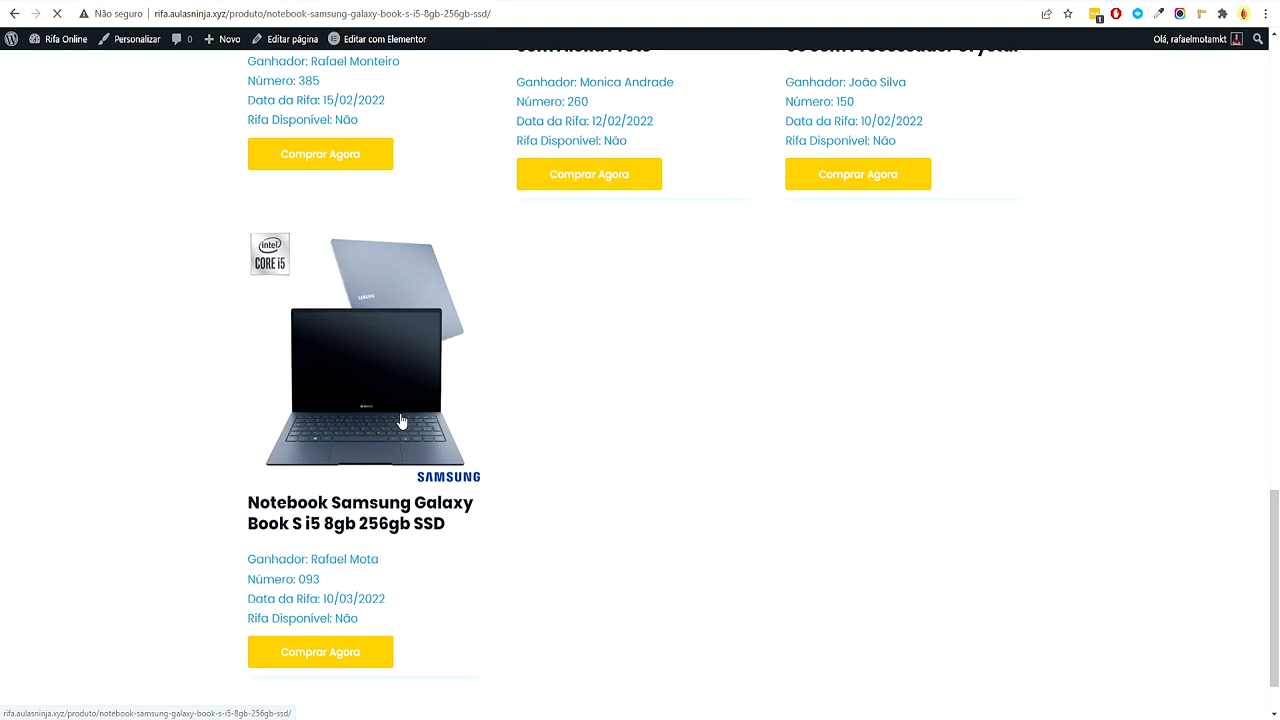 Não seguro
rifa.aulasninja.xyz/produto/notebook-samsung-galaxy-book-s-i5-8gb-256gb-ssd/
1
Rifa Online
Personalizar
0
Novo
Editar página
Editar com Elementor
Olá, rafaelmotamkt
Ganhador: Rafael Monteiro
Número: 385
Data da Rifa: 15/02/2022
Rifa Disponível: Não
Comprar Agora
Ganhador: Monica Andrade
Número: 260
Data da Rifa: 12/02/2022
Rifa Disponível: Não
Comprar Agora
Ganhador: João Silva
Número: 150
Data da Rifa: 10/02/2022
Rifa Disponível: Não
Comprar Agora
intel
CORE i5
SAMSUNG
SAMSUNG
Notebook Samsung Galaxy
Book S i5 8gb 256gb SSD
Ganhador: Rafael Mota
Número: 093
Data da Rifa: 10/03/2022
Rifa Disponível: Não
Comprar Agora
rifa.aulasninja.xyz/produto/notebook-samsung-galaxy-book-s-i5-8gb-256gb-ssd/